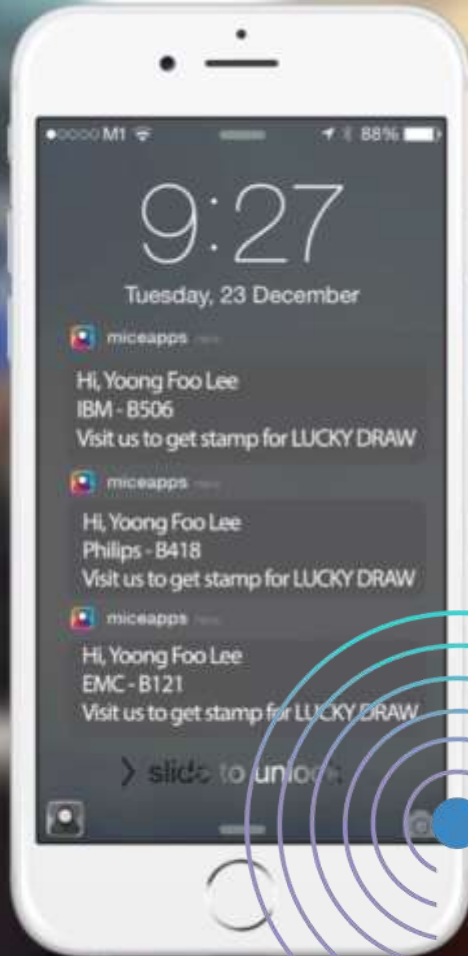 M1 88%
9:27
Tuesday, 23 December
miceapps
Hi, Yoong Foo Lee
IBM - B506
Visit us to get stamp for LUCKY DRAW
miceapps
Hi, Yoong Foo Lee
Philips - B418
Visit us to get stamp for LUCKY DRAW
miceapps
Hi, Yoong Foo Lee
EMC - B121
Visit us to get stamp for LUCKY DRAW
> slide to unlock